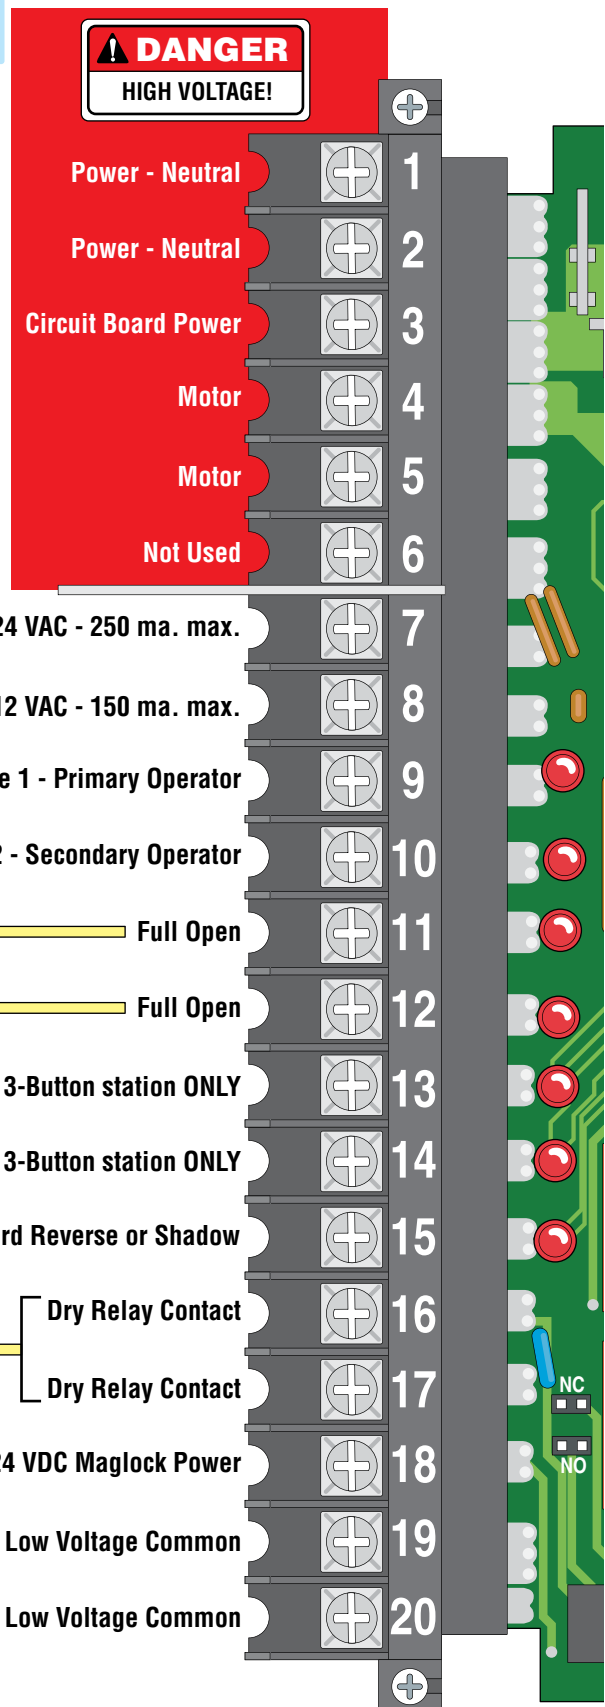 DANGER
HIGH VOLTAGE!
Power - Neutral 1
Power - Neutral 2
Circuit Board Power 3
Motor 4
Motor 5
Not Used 6
24 VAC - 250 ma. max. 7
12 VAC - 150 ma. max. 8
e 1 - Primary Operator 9
2 - Secondary Operator 10
Full Open 11
Full Open 12
3-Button station ONLY 13
3-Button station ONLY 14
rd Reverse or Shadow 15
Dry Relay Contact 16
Dry Relay Contact 17
NC
24 VDC Maglock Power 18
NO
Low Voltage Common 19
Low Voltage Common 20